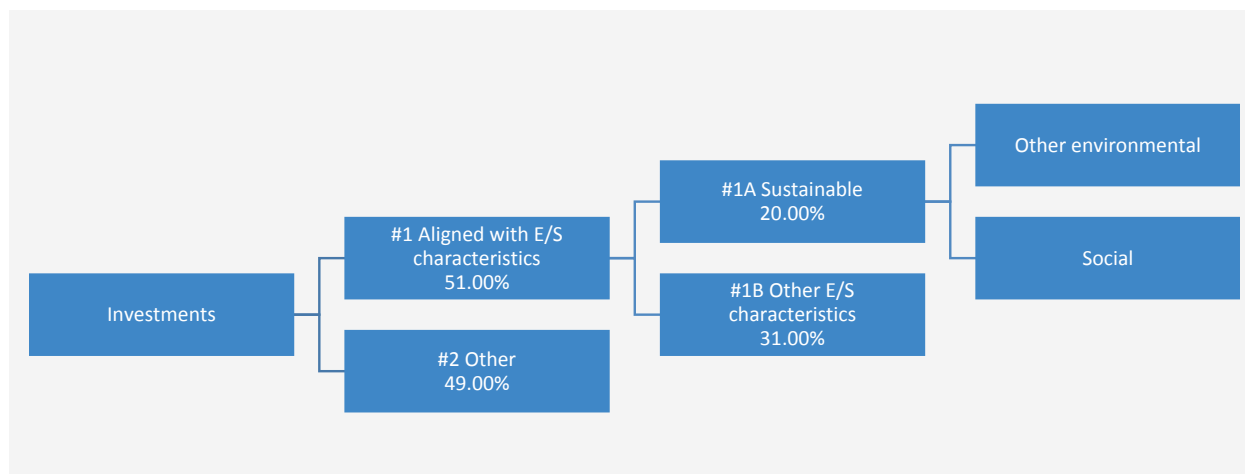 Investments
#1 Aligned with E/S
characteristics
51.00%
#2 Other
49.00%
#1A Sustainable
20.00%
#1B Other E/S
characteristics
31.00%
Other environmental
Social